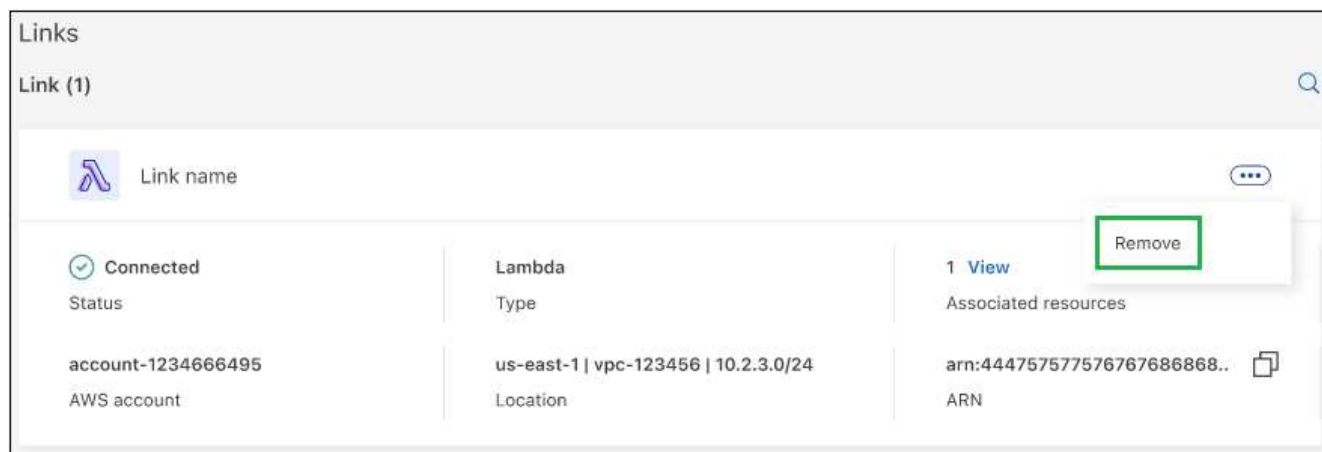 Links
Link (1)
Link name
Remove
Connected
Status
Lambda
Type
1 View
Associated resources
account-1234666495
AWS account
us-east-1 | vpc-123456 | 10.2.3.0/24
Location
arn:444757577576767686868..
ARN